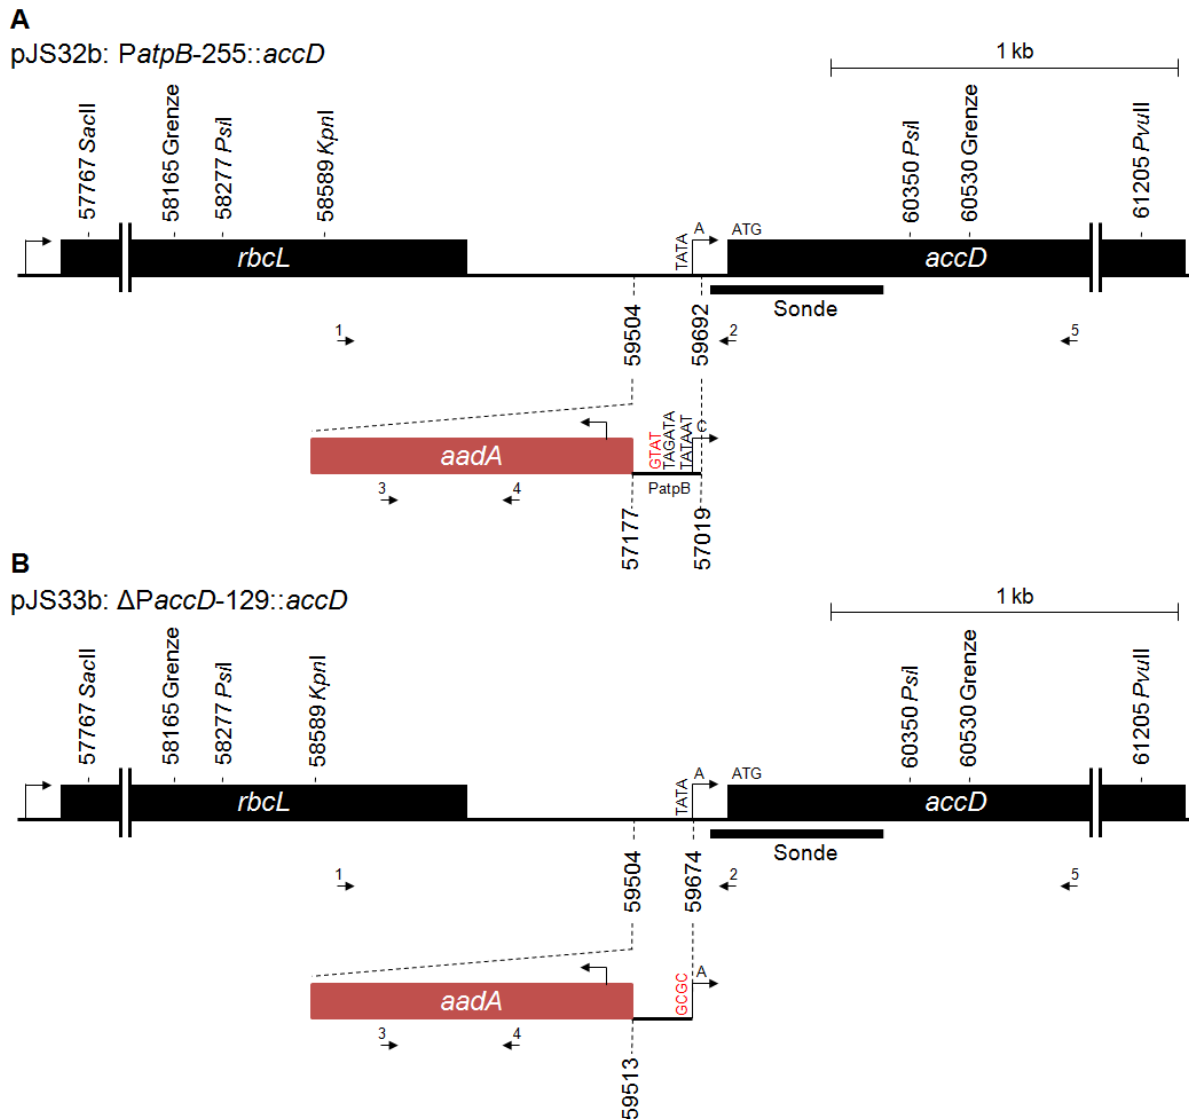 A
pJS32b: PatpB-255::accD
1 kb
57767 SacII
58165 Grenze
58277 PsiI
58589 KpnI
60350 PsiI
60530 Grenze
61205 PvuII
TATA
A
ATG
rbcL
accD
Sonde
1
59504
59692
2
5
GTAT
TAGATA
TATAAT
C
aadA
PatpB
3
4
57177
57019
B
pJS33b: ΔPaccD-129::accD
1 kb
57767 SacII
58165 Grenze
58277 PsiI
58589 KpnI
60350 PsiI
60530 Grenze
61205 PvuII
TATA
A
ATG
rbcL
accD
Sonde
1
59504
59674
2
5
GCGC
A
aadA
3
4
59513